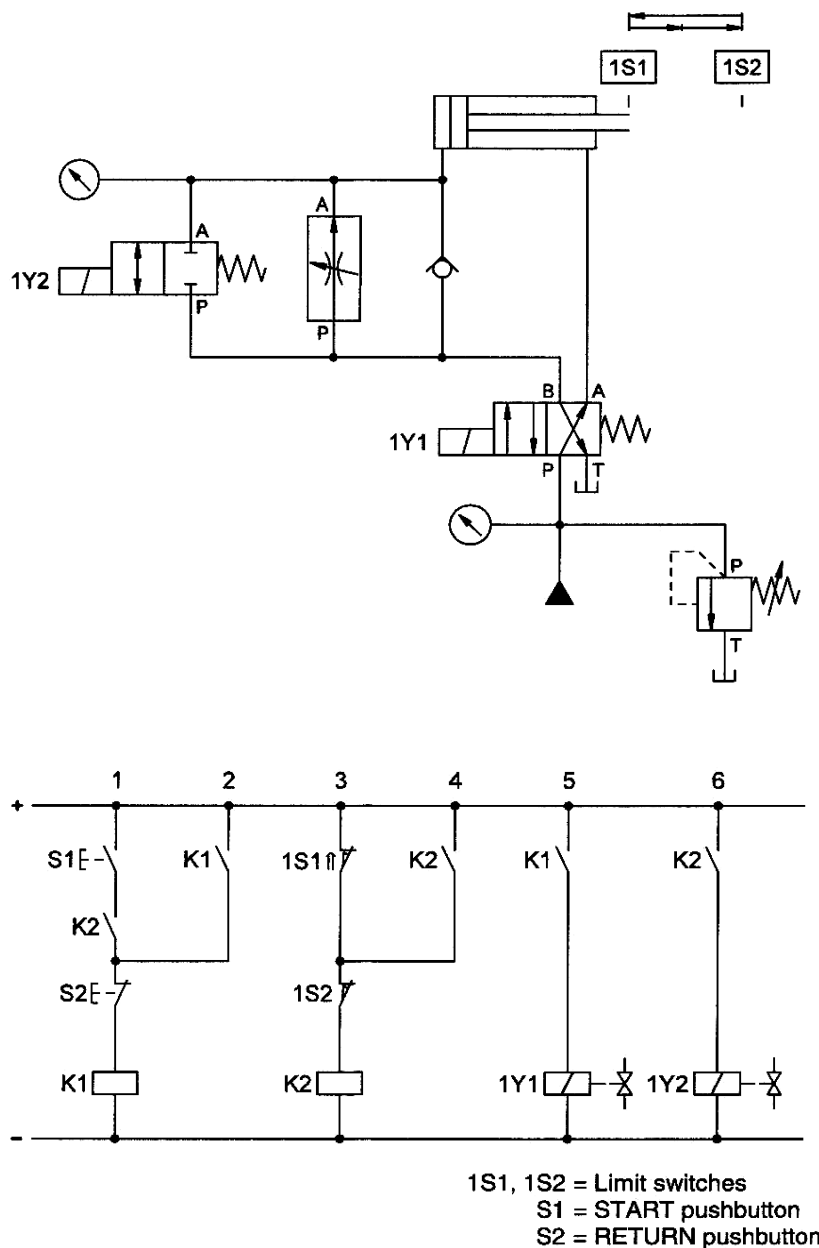 1S1 1S2
A
A
1Y2
P
P
B A
1Y1
P T
P
T
1 2 3 4 5 6
+
S1 K1 1S1 K2 K1 K2
K2
S2 1S2
K1 K2 1Y1 1Y2
-
1S1, 1S2 = Limit switches
S1 = START pushbutton
S2 = RETURN pushbutton